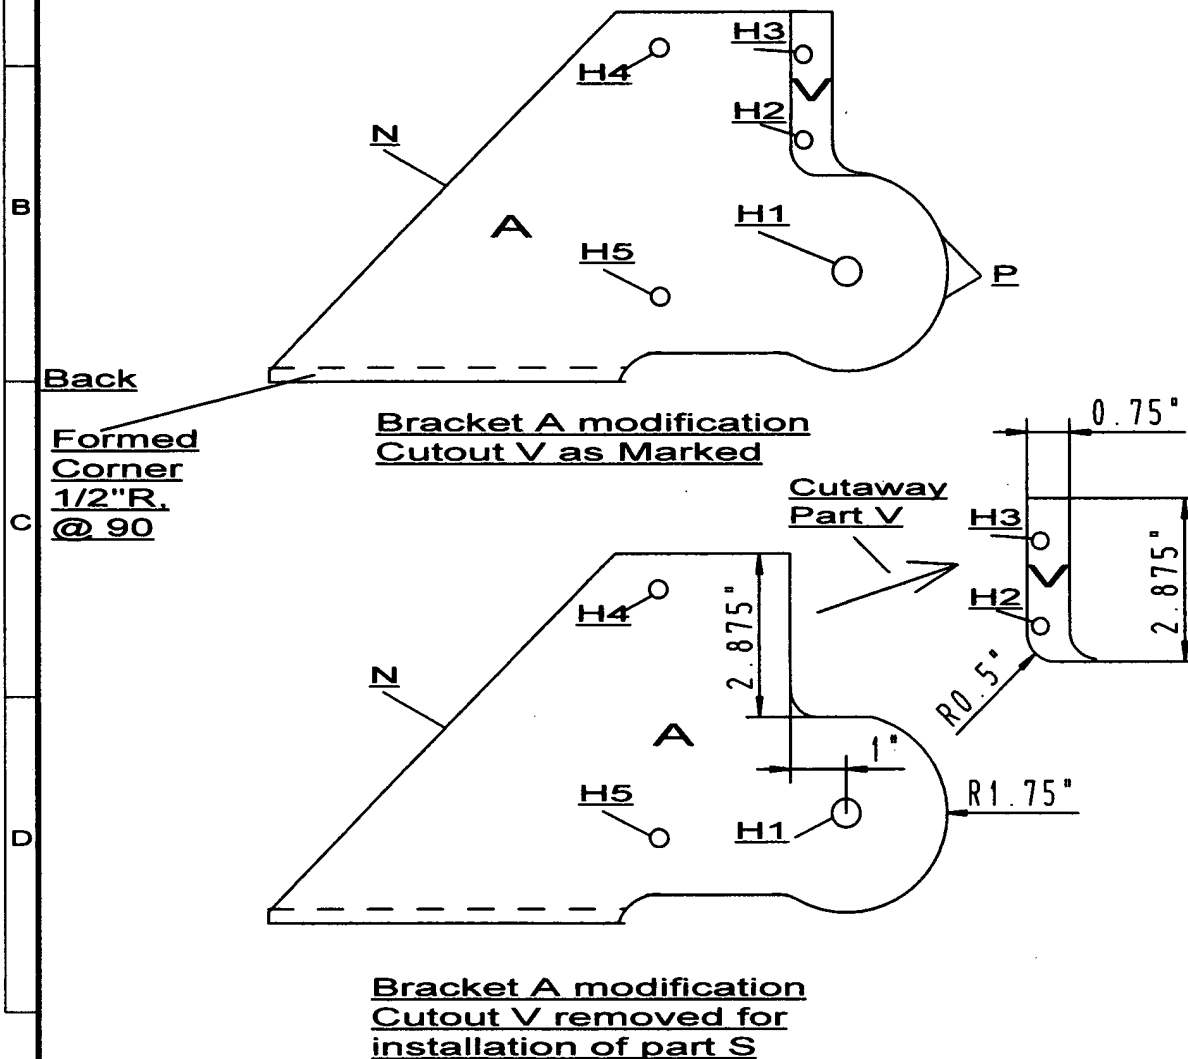 H3
H4
H2
N
B
A
V
H1
H5
P
Back
Formed
Corner
1/2"R,
@ 90
Bracket A modification
Cutout V as Marked
0.75"
Cutaway
Part V
C
H3
V
H2
2.875"
R0.5"
H4
2.875"
N
A
1"
H5
R1.75"
H1
D
Bracket A modification
Cutout V removed for
installation of part S